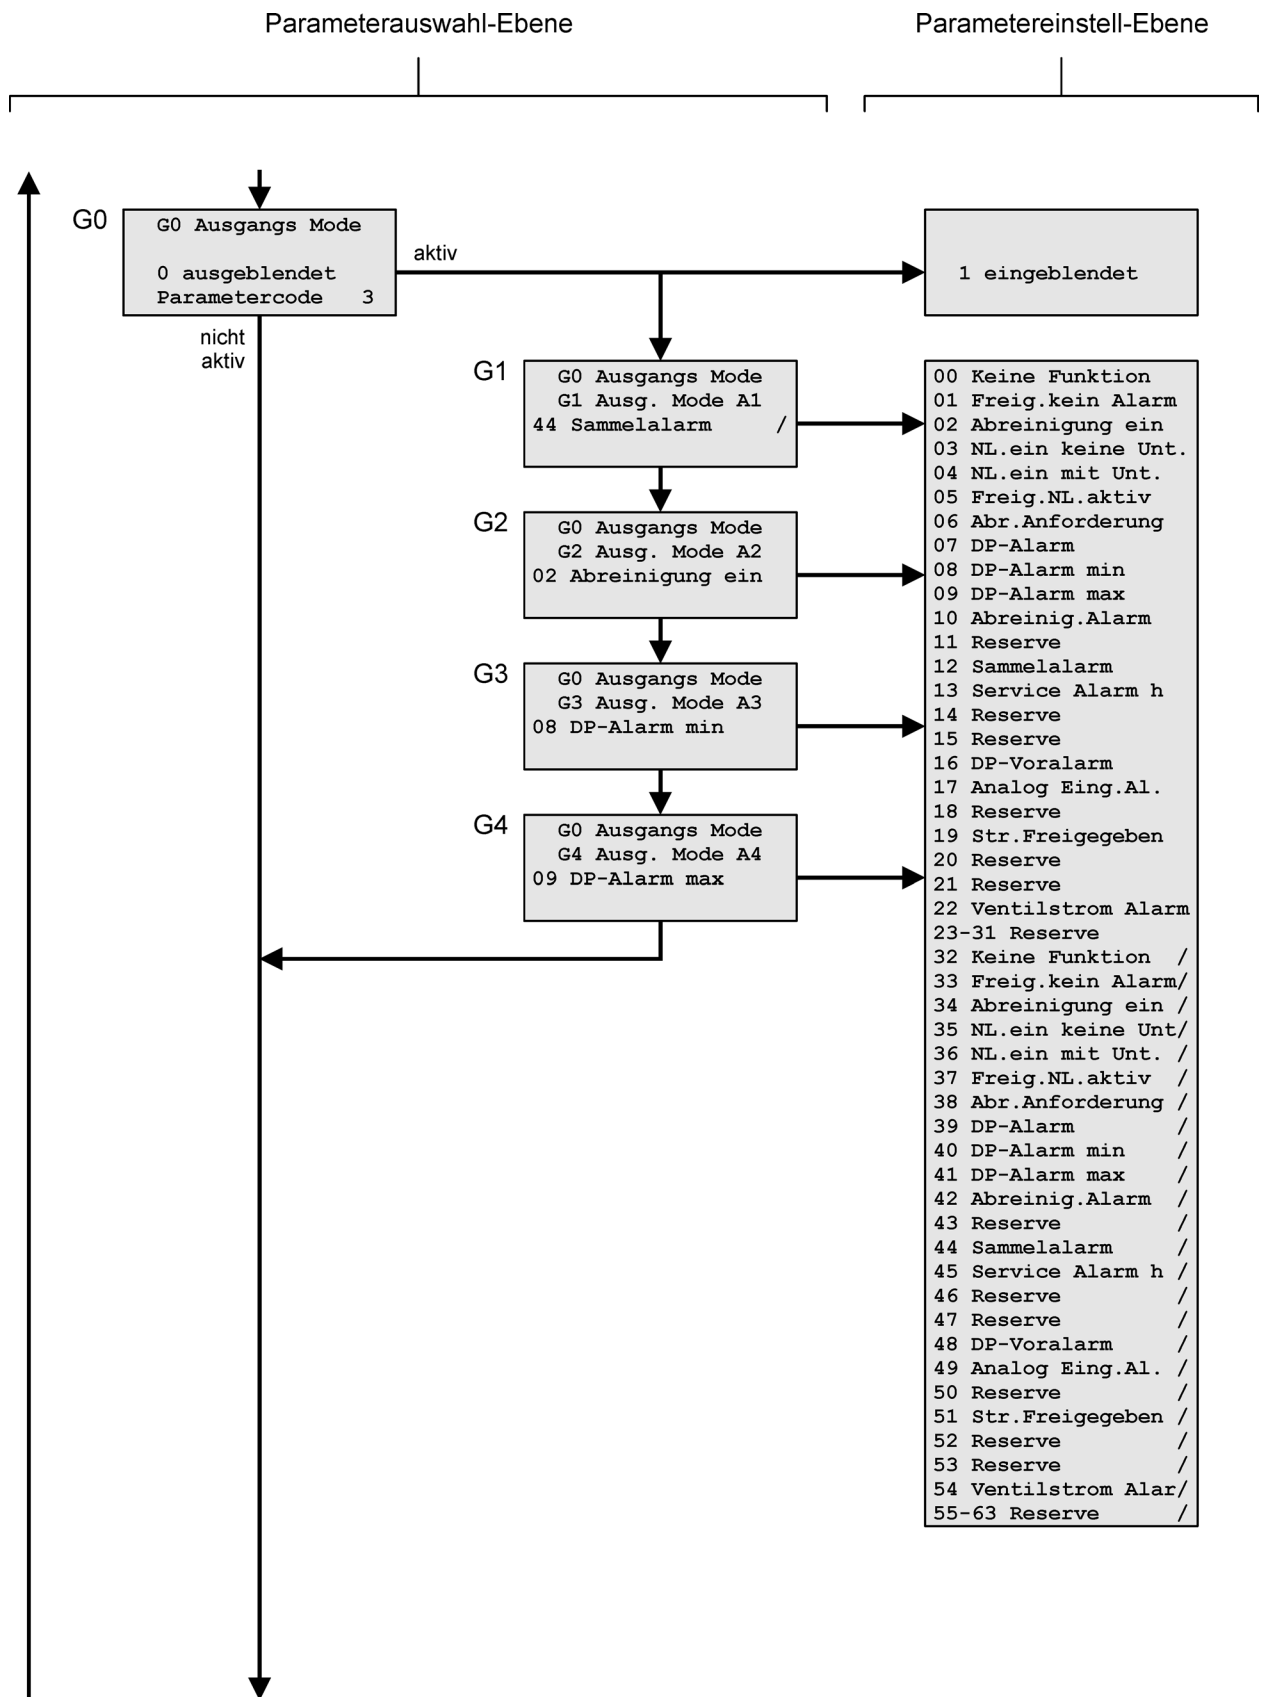 Parameterauswahl-Ebene
Parametereinstell-Ebene
G0
G0 Ausgangs Mode
0 ausgeblendet
Parametercode 3
aktiv
1 eingeblendet
nicht
aktiv
G1
G0 Ausgangs Mode
G1 Ausg. Mode A1
44 Sammelalarm /
G2
G0 Ausgangs Mode
G2 Ausg. Mode A2
02 Abreinigung ein
G3
G0 Ausgangs Mode
G3 Ausg. Mode A3
08 DP-Alarm min
G4
G0 Ausgangs Mode
G4 Ausg. Mode A4
09 DP-Alarm max
00 Keine Funktion
01 Freig.kein Alarm
02 Abreinigung ein
03 NL.ein keine Unt.
04 NL.ein mit Unt.
05 Freig.NL.aktiv
06 Abr.Anforderung
07 DP-Alarm
08 DP-Alarm min
09 DP-Alarm max
10 Abreinig.Alarm
11 Reserve
12 Sammelalarm
13 Service Alarm h
14 Reserve
15 Reserve
16 DP-Voralarm
17 Analog Eing.Al.
18 Reserve
19 Str.Freigegeben
20 Reserve
21 Reserve
22 Ventilstrom Alarm
23-31 Reserve
32 Keine Funktion /
33 Freig.kein Alarm/
34 Abreinigung ein /
35 NL.ein keine Unt/
36 NL.ein mit Unt. /
37 Freig.NL.aktiv /
38 Abr.Anforderung /
39 DP-Alarm /
40 DP-Alarm min /
41 DP-Alarm max /
42 Abreinig.Alarm /
43 Reserve /
44 Sammelalarm /
45 Service Alarm h /
46 Reserve /
47 Reserve /
48 DP-Voralarm /
49 Analog Eing.Al. /
50 Reserve /
51 Str.Freigegeben /
52 Reserve /
53 Reserve /
54 Ventilstrom Alar/
55-63 Reserve /